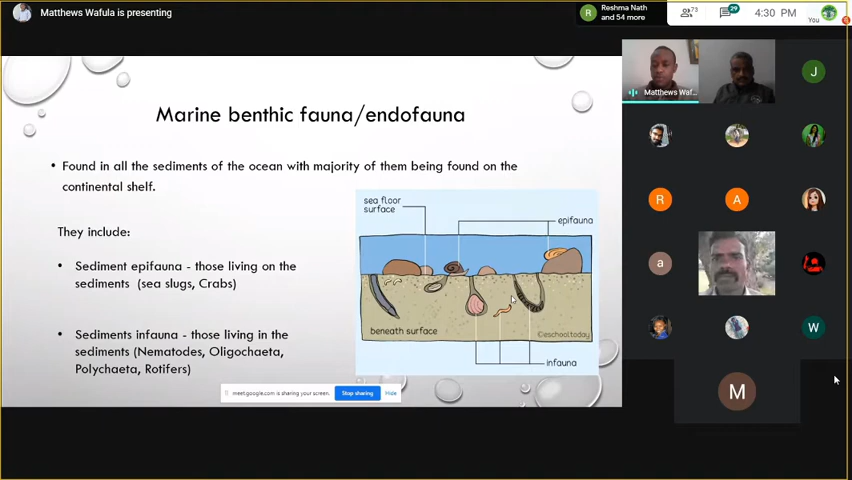 Matthews Wafula is presenting
R
Reshma Nath
and 54 more
73
29
4:30 PM
You
Marine benthic fauna/endofauna
• Found in all the sediments of the ocean with majority of them being found on the
continental shelf.
They include:
• Sediment epifauna - those living on the
sediments (sea slugs, Crabs)
• Sediments infauna - those living in the
sediments (Nematodes, Oligochaeta,
Polychaeta, Rotifers)
sea floor
surface
epifauna
beneath surface
©eschooltoday
infauna
meet.google.com is sharing your screen.
Stop sharing
Hide
Matthews Waf...
J
R
A
a
W
M